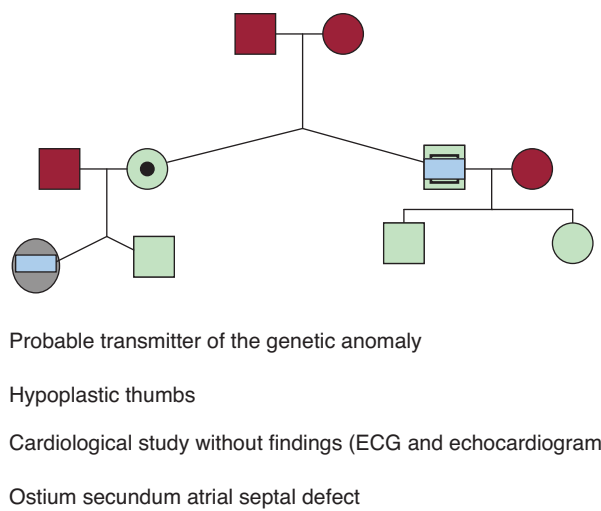 Probable transmitter of the genetic anomaly
Hypoplastic thumbs
Cardiological study without findings (ECG and echocardiogram
Ostium secundum atrial septal defect